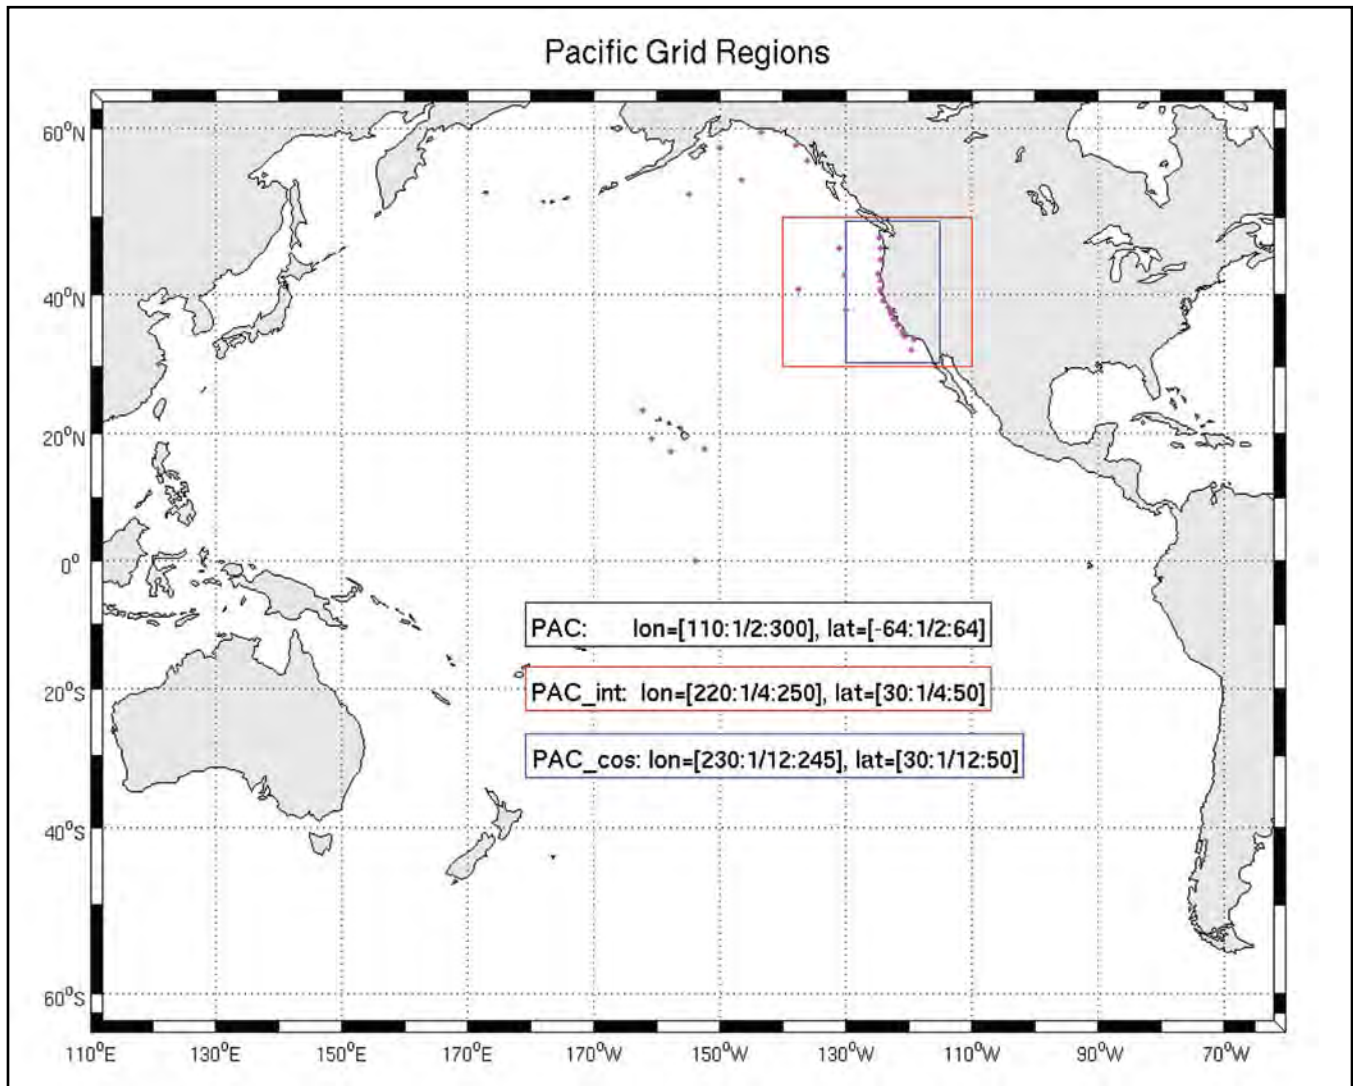 Pacific Grid Regions
60°N
40°N
20°N
0°
20°S
40°S
60°S
PAC: lon=[110:1/2:300], lat=[-64:1/2:64]
PAC_int: lon=[220:1/4:250], lat=[30:1/4:50]
PAC_cos: lon=[230:1/12:245], lat=[30:1/12:50]
110°E 130°E 150°E 170°E 170°W 150°W 130°W 110°W 90°W 70°W